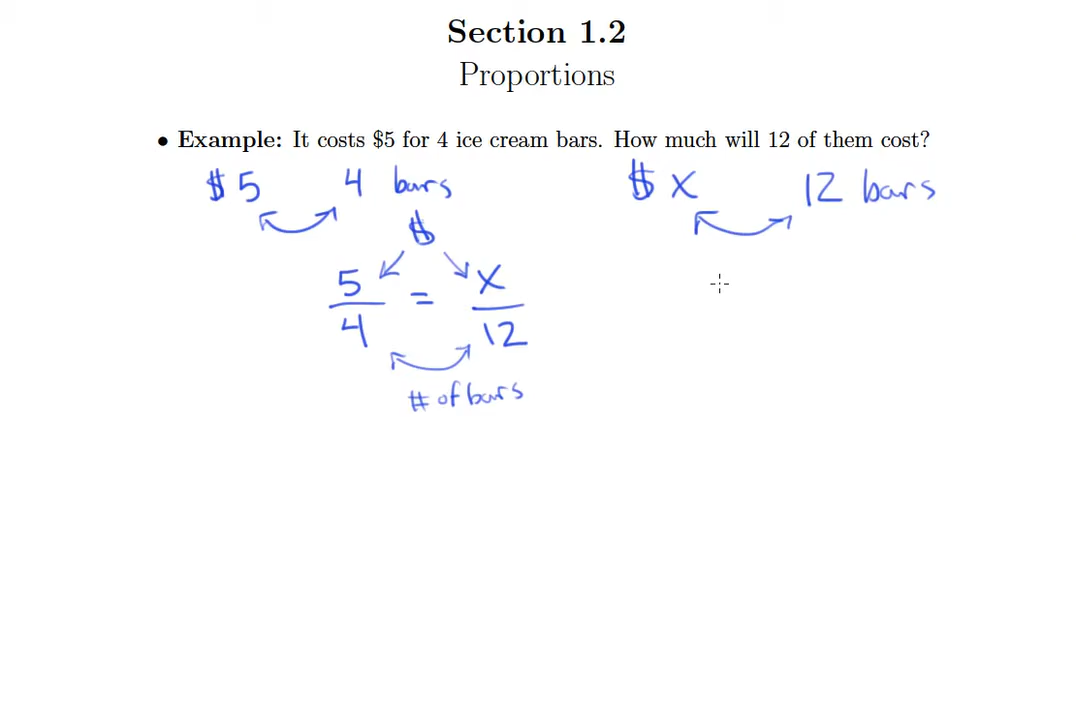 Section 1.2
Proportions
• Example: It costs $5 for 4 ice cream bars. How much will 12 of them cost?
$5 4 bars $x 12 bars
$
5/4 = x/12
# of bars